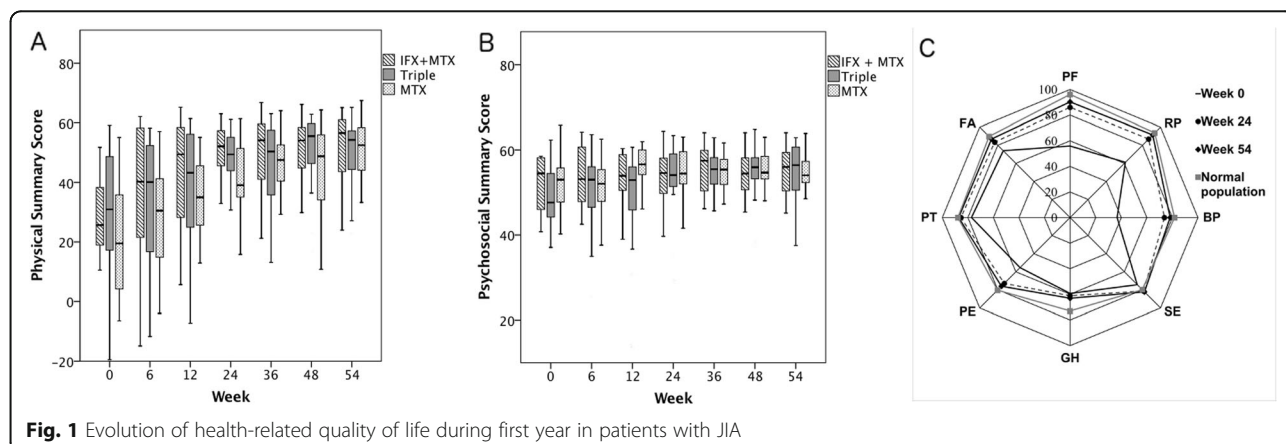 A
80
60
40
20
0
-20
Physical Summary Score
0 6 12 24 36 48 54
Week
IFX+MTX
Triple
MTX
B
80
60
40
20
Psychosocial Summary Score
0 6 12 24 36 48 54
Week
IFX + MTX
Triple
MTX
C
PF
RP
BP
SE
GH
PE
PT
FA
100
80
60
40
20
0
Week 0
Week 24
Week 54
Normal
population
Fig. 1 Evolution of health-related quality of life during first year in patients with JIA